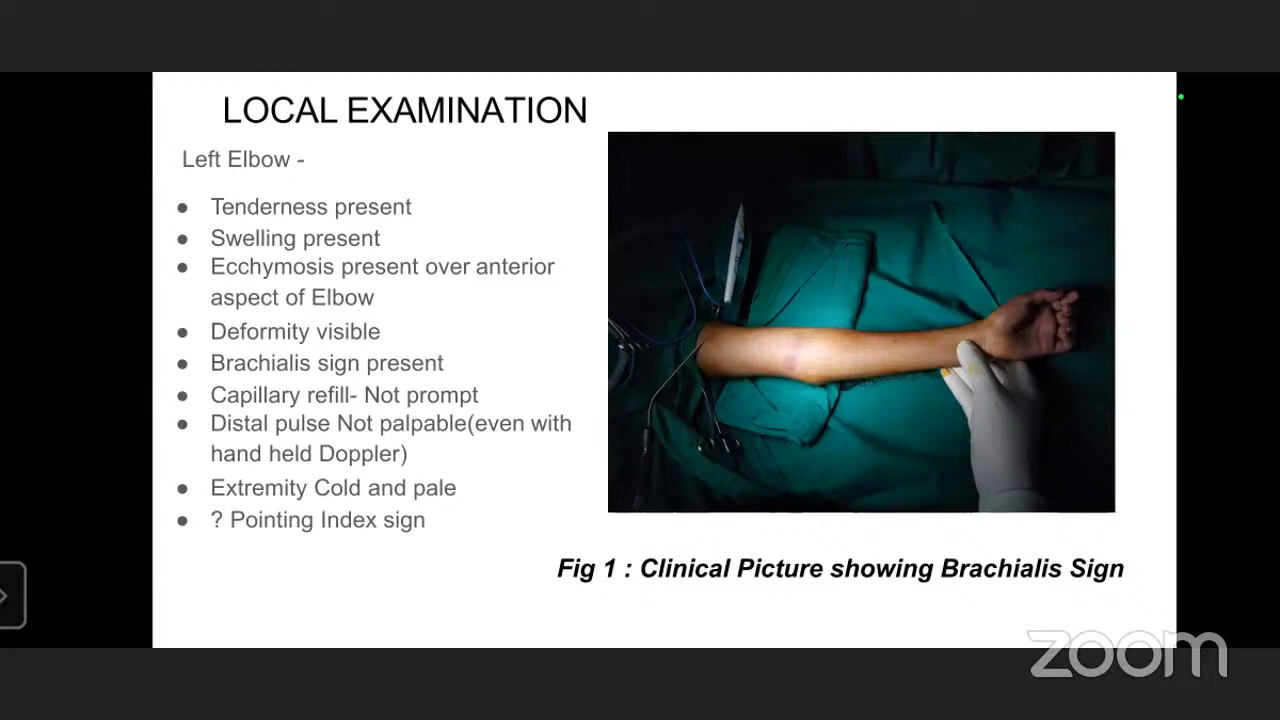 LOCAL EXAMINATION
Left Elbow -
● Tenderness present
● Swelling present
● Ecchymosis present over anterior
aspect of Elbow
● Deformity visible
● Brachialis sign present
● Capillary refill- Not prompt
● Distal pulse Not palpable(even with
hand held Doppler)
● Extremity Cold and pale
● ? Pointing Index sign
Fig 1 : Clinical Picture showing Brachialis Sign
zoom